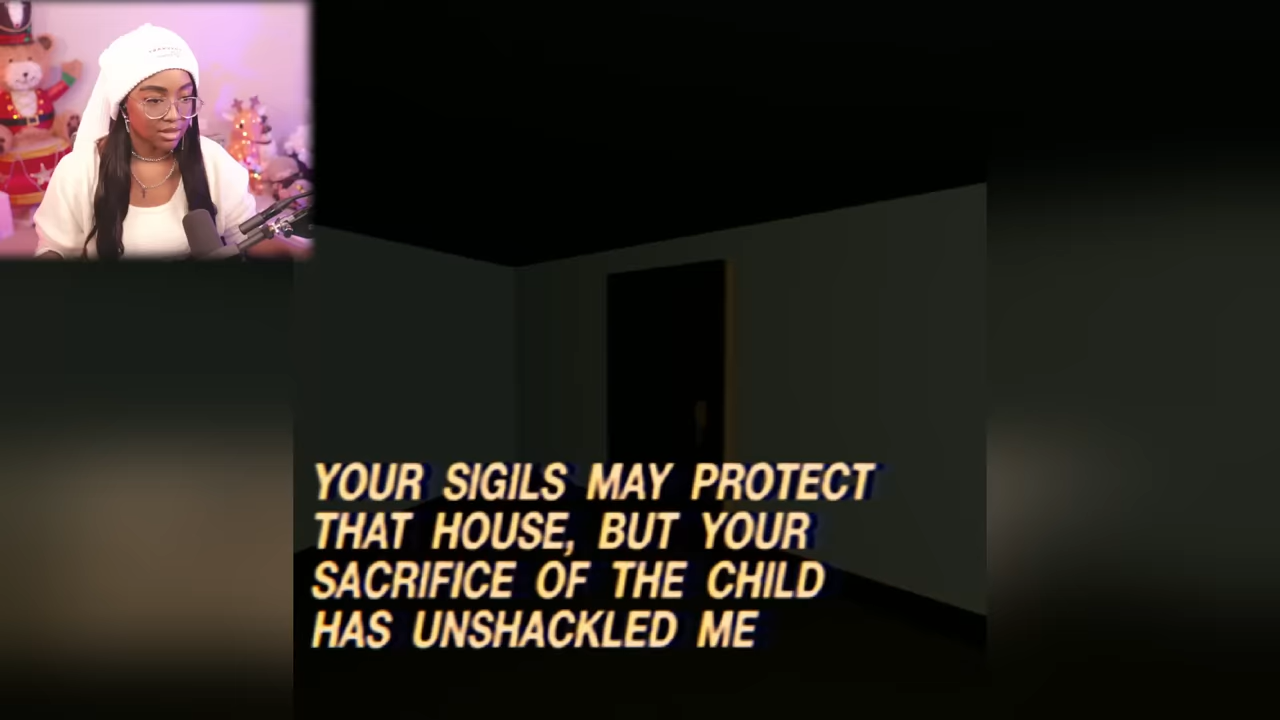 YOUR SIGILS MAY PROTECT
THAT HOUSE, BUT YOUR
SACRIFICE OF THE CHILD
HAS UNSHACKLED ME